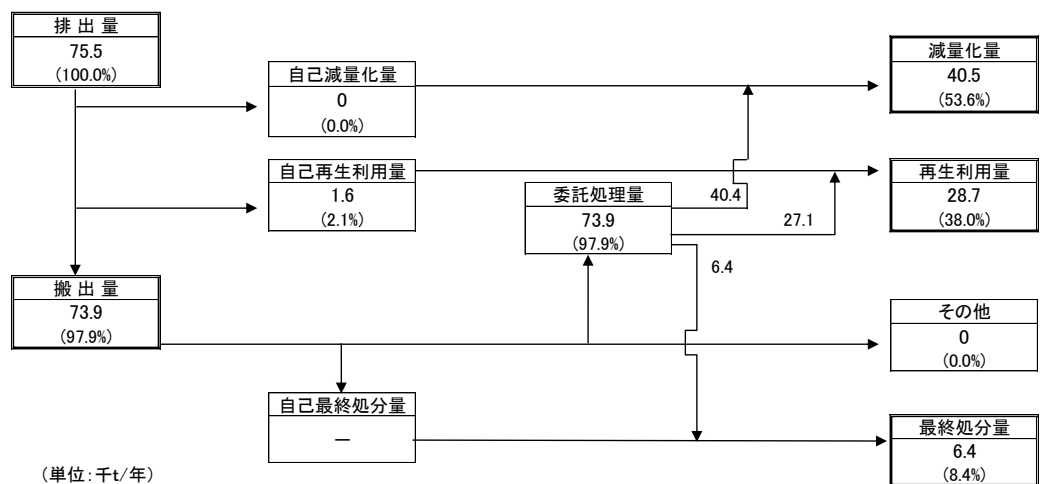 排 出 量
75.5
(100.0%)
自己減量化量
0
(0.0%)
減量化量
40.5
(53.6%)
自己再生利用量
1.6
(2.1%)
委託処理量
73.9
(97.9%)
40.4
27.1
6.4
再生利用量
28.7
(38.0%)
搬 出 量
73.9
(97.9%)
その他
0
(0.0%)
自己最終処分量
－
最終処分量
6.4
(8.4%)
（単位：千t/年）